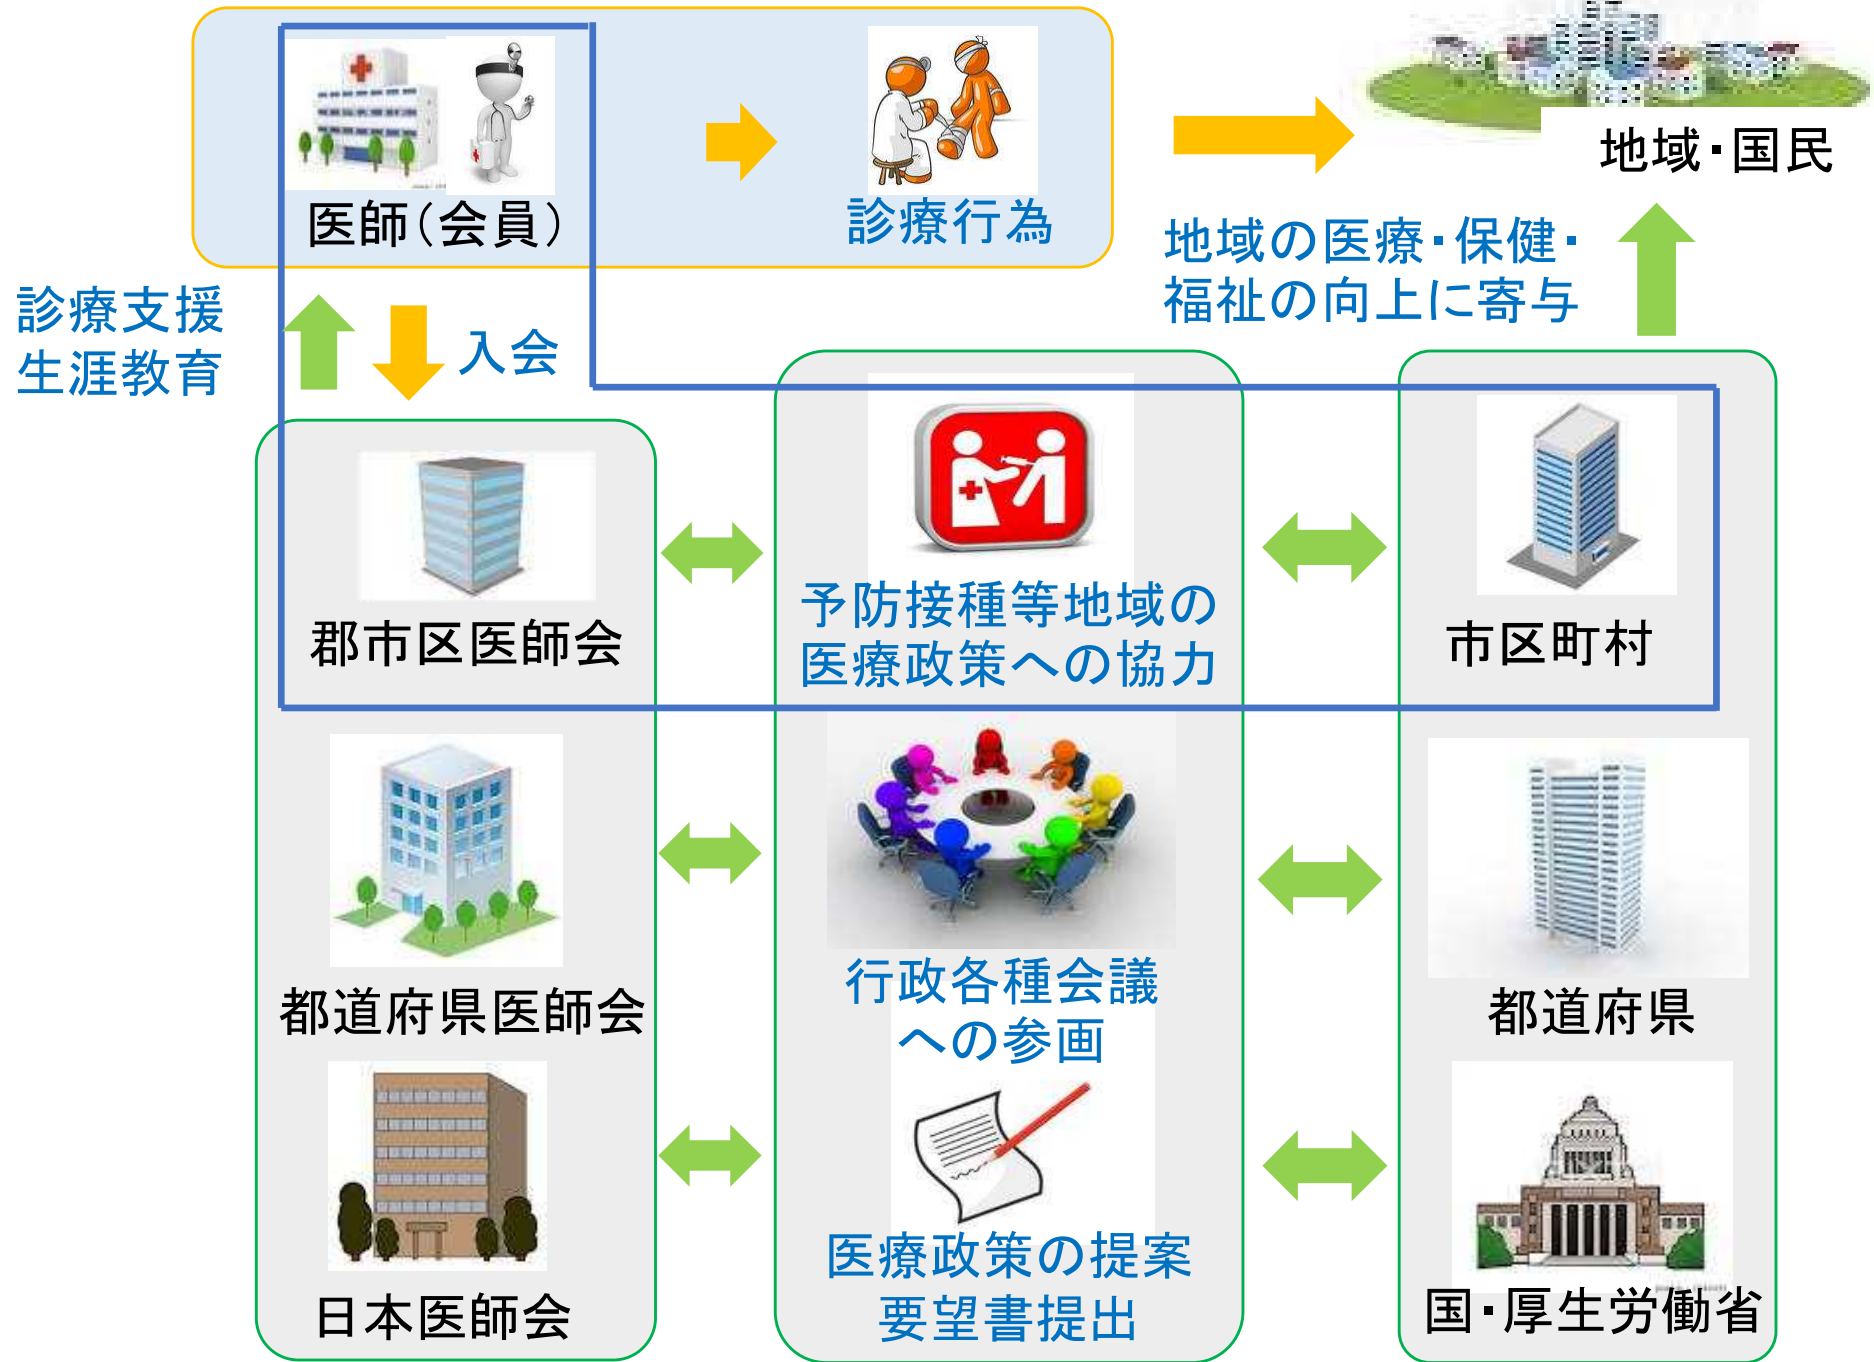 医師(会員)
診療行為
地域・国民
地域の医療・保健・
福祉の向上に寄与
診療支援
生涯教育
入会
郡市区医師会
予防接種等地域の
医療政策への協力
市区町村
都道府県医師会
行政各種会議
への参画
都道府県
日本医師会
医療政策の提案
要望書提出
国・厚生労働省